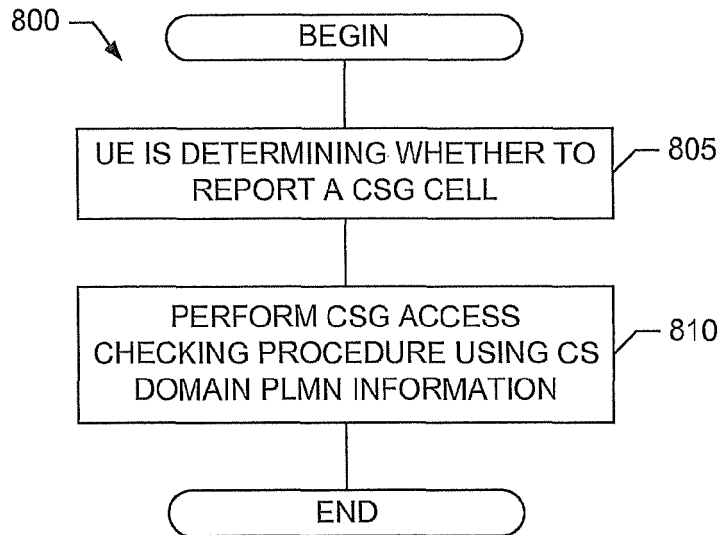 800
BEGIN
UE IS DETERMINING WHETHER TO
REPORT A CSG CELL
805
PERFORM CSG ACCESS
CHECKING PROCEDURE USING CS
DOMAIN PLMN INFORMATION
810
END